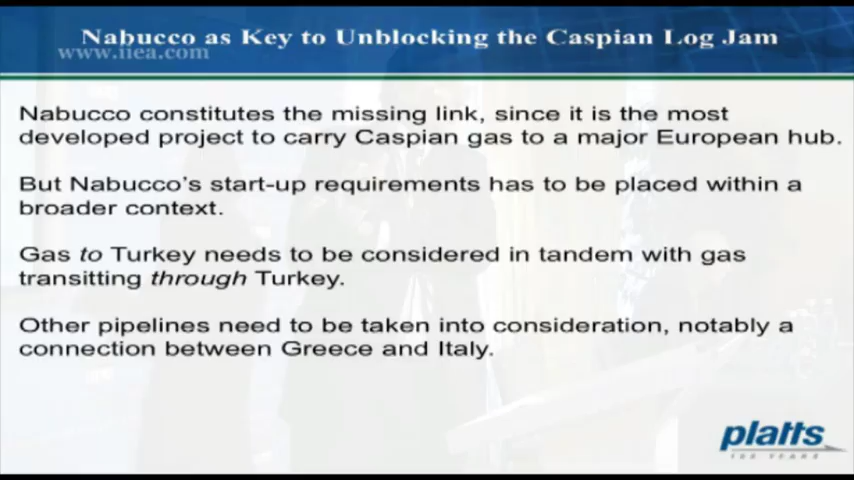 Nabucco as Key to Unblocking the Caspian Log Jam
www.iiea.com
Nabucco constitutes the missing link, since it is the most
developed project to carry Caspian gas to a major European hub.
But Nabucco's start-up requirements has to be placed within a
broader context.
Gas to Turkey needs to be considered in tandem with gas
transitting through Turkey.
Other pipelines need to be taken into consideration, notably a
connection between Greece and Italy.
platts
100 YEARS